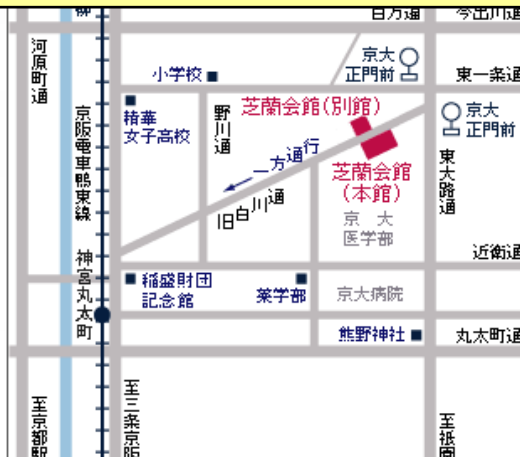 百万通
今出川通
柳
河原町通
小学校
京大
正門前
東一条通
精華
女子高校
野川通
芝蘭会館(別館)
京大
正門前
京阪電車鴨東線
一方通行
芝蘭会館
(本館)
東大路通
旧白川通
京大
医学部
近衛通
神宮丸太町
稲盛財団
記念館
薬学部
京大病院
熊野神社
丸太町通
至京都駅
至三条京阪
至祇園